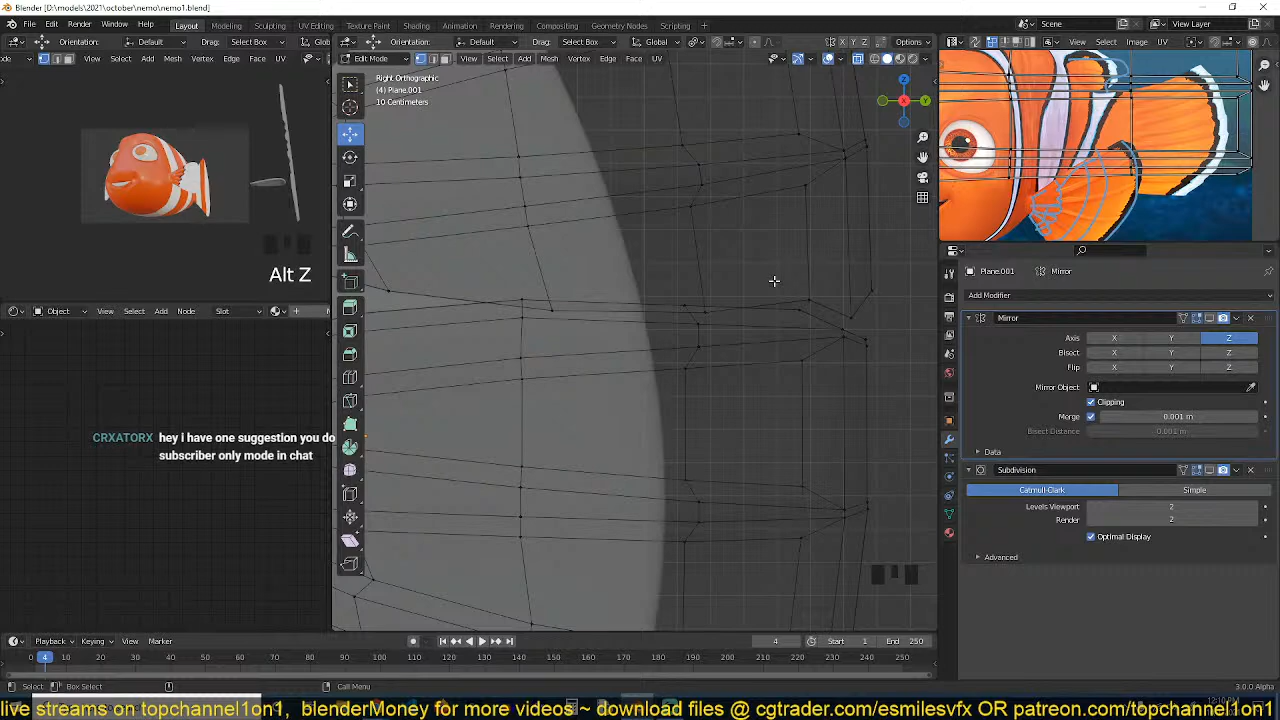 Blender [D:\models\2021\october\nemo\nemo1.blend]
File Edit Render Window Help Layout Modeling Sculpting UV Editing Texture Paint Shading Animation Rendering Compositing Geometry Nodes Scripting Scene View Layer
Orientation: Default Drag: Select Box Orientation: Default Drag: Select Box Global Options
Vertex Edge Face UV Edit Mode View Select Add Mesh Vertex Edge Face UV View Select Image UV
Right Orthographic
(4) Plane.001
10 Centimeters
X Y
Alt Z
Plane.001 Mirror
Add Modifier
Object View Select Add Node Slot
Mirror
Axis X Y Z
Bisect X Y Z
Flip X Y Z
Mirror Object
Clipping
Merge 0.001 m
Bisect Distance 0.001 m
Data
CRXATORX hey i have one suggestion you do
subscriber only mode in chat
Subdivision
Catmull-Clark Simple
Levels Viewport 2
Render 2
Optimal Display
Advanced
Playback Keying View Marker 4 Start 1 End 250
0 4 10 20 30 40 50 60 70 80 90 100 110 120 130 140 150 160 170 180 190 200 210 220 230 240 250
Select Box Select Call Menu 3.0.0 Alpha
live streams on topchannel1on1, blenderMoney for more videos ~ download files @ cgtrader.com/esmilesvfx OR patreon.com/topchannel1on1